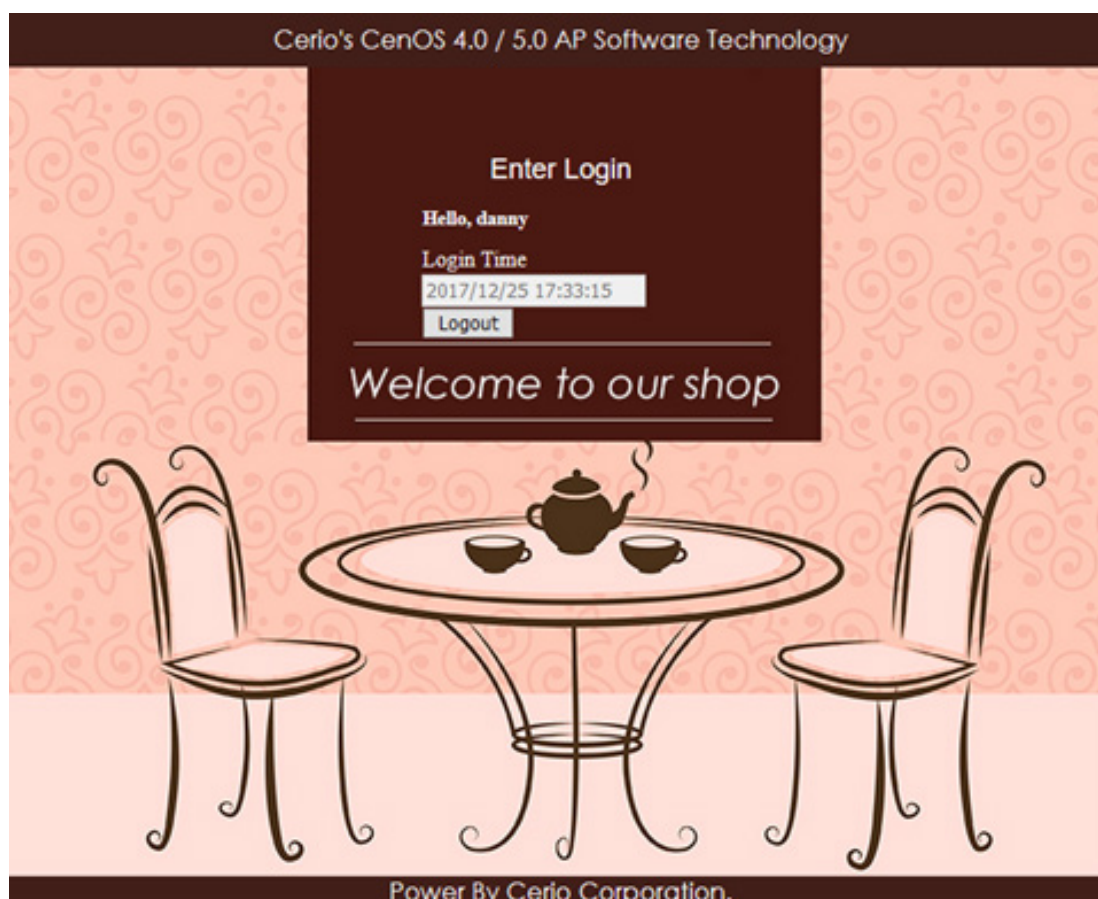 Cerio's CenOS 4.0 / 5.0 AP Software Technology
Enter Login
Hello, danny
Login Time
2017/12/25 17:33:15
Logout
Welcome to our shop
Power By Cerio Corporation.